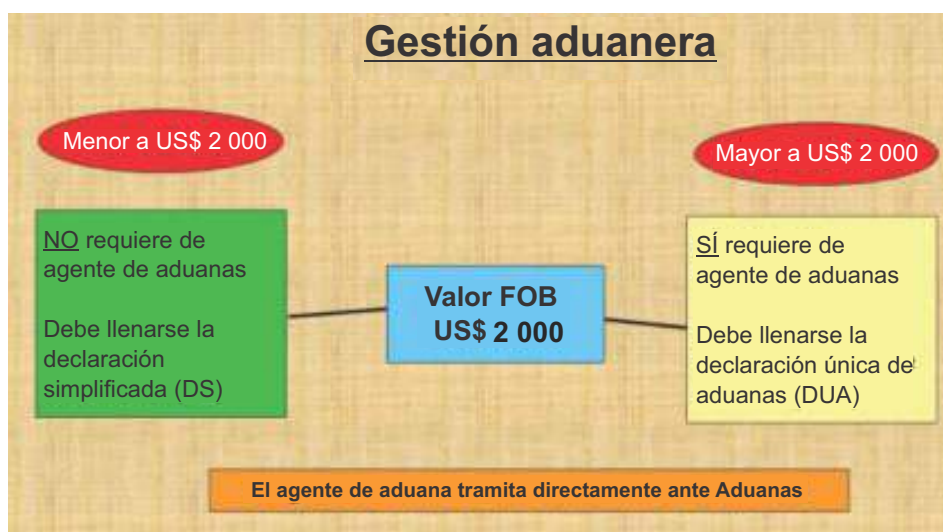 Gestión aduanera
Menor a US$ 2 000
Mayor a US$ 2 000
NO requiere de
agente de aduanas
Debe llenarse la
declaración
simplificada (DS)
Valor FOB
US$ 2 000
SÍ requiere de
agente de aduanas
Debe llenarse la
declaración única de
aduanas (DUA)
El agente de aduana tramita directamente ante Aduanas